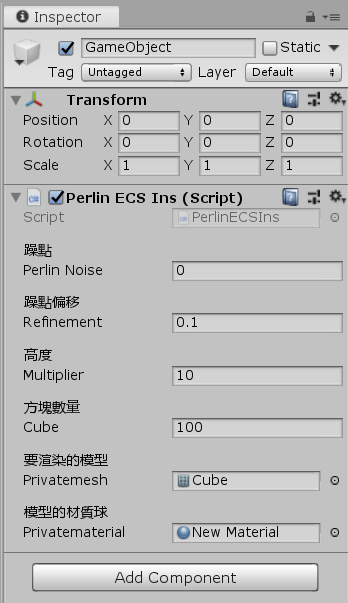 Inspector
GameObject Static
Tag Untagged Layer Default
Transform
Position X 0 Y 0 Z 0
Rotation X 0 Y 0 Z 0
Scale X 1 Y 1 Z 1
Perlin ECS Ins (Script)
Script PerlinECSIns
躁點
Perlin Noise 0
躁點偏移
Refinement 0.1
高度
Multiplier 10
方塊數量
Cube 100
要渲染的模型
Privatemesh Cube
模型的材質球
Privatematerial New Material
Add Component